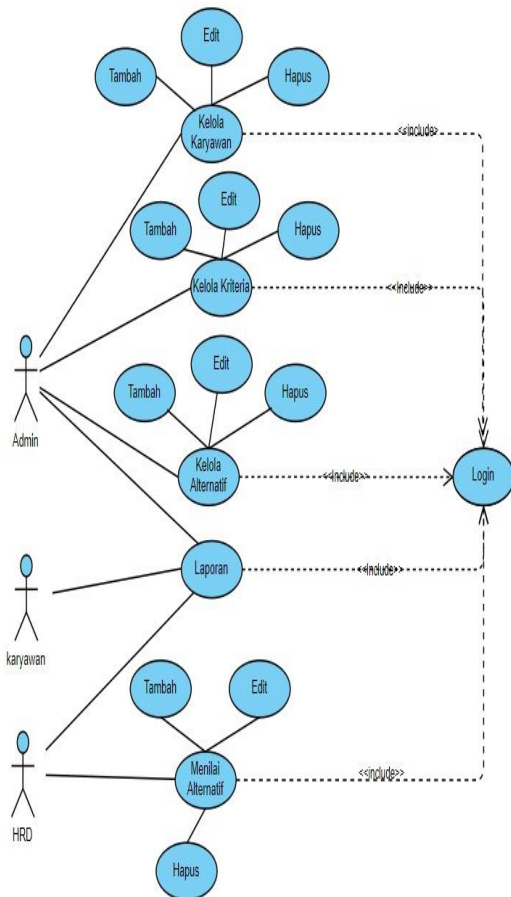 Edit
Tambah
Hapus
Kelola
Karyawan
<<include>
Edit
Tambah
Hapus
Kelola Kriteria
<<Include>>
Edit
Tambah
Hapus
Admin
Kelola
Alternatif
<<Include>>
Login
Laporan
<<Include>>
karyawan
Tambah
Edit
Menilai
Alternatif
<<include>>
HRD
Hapus